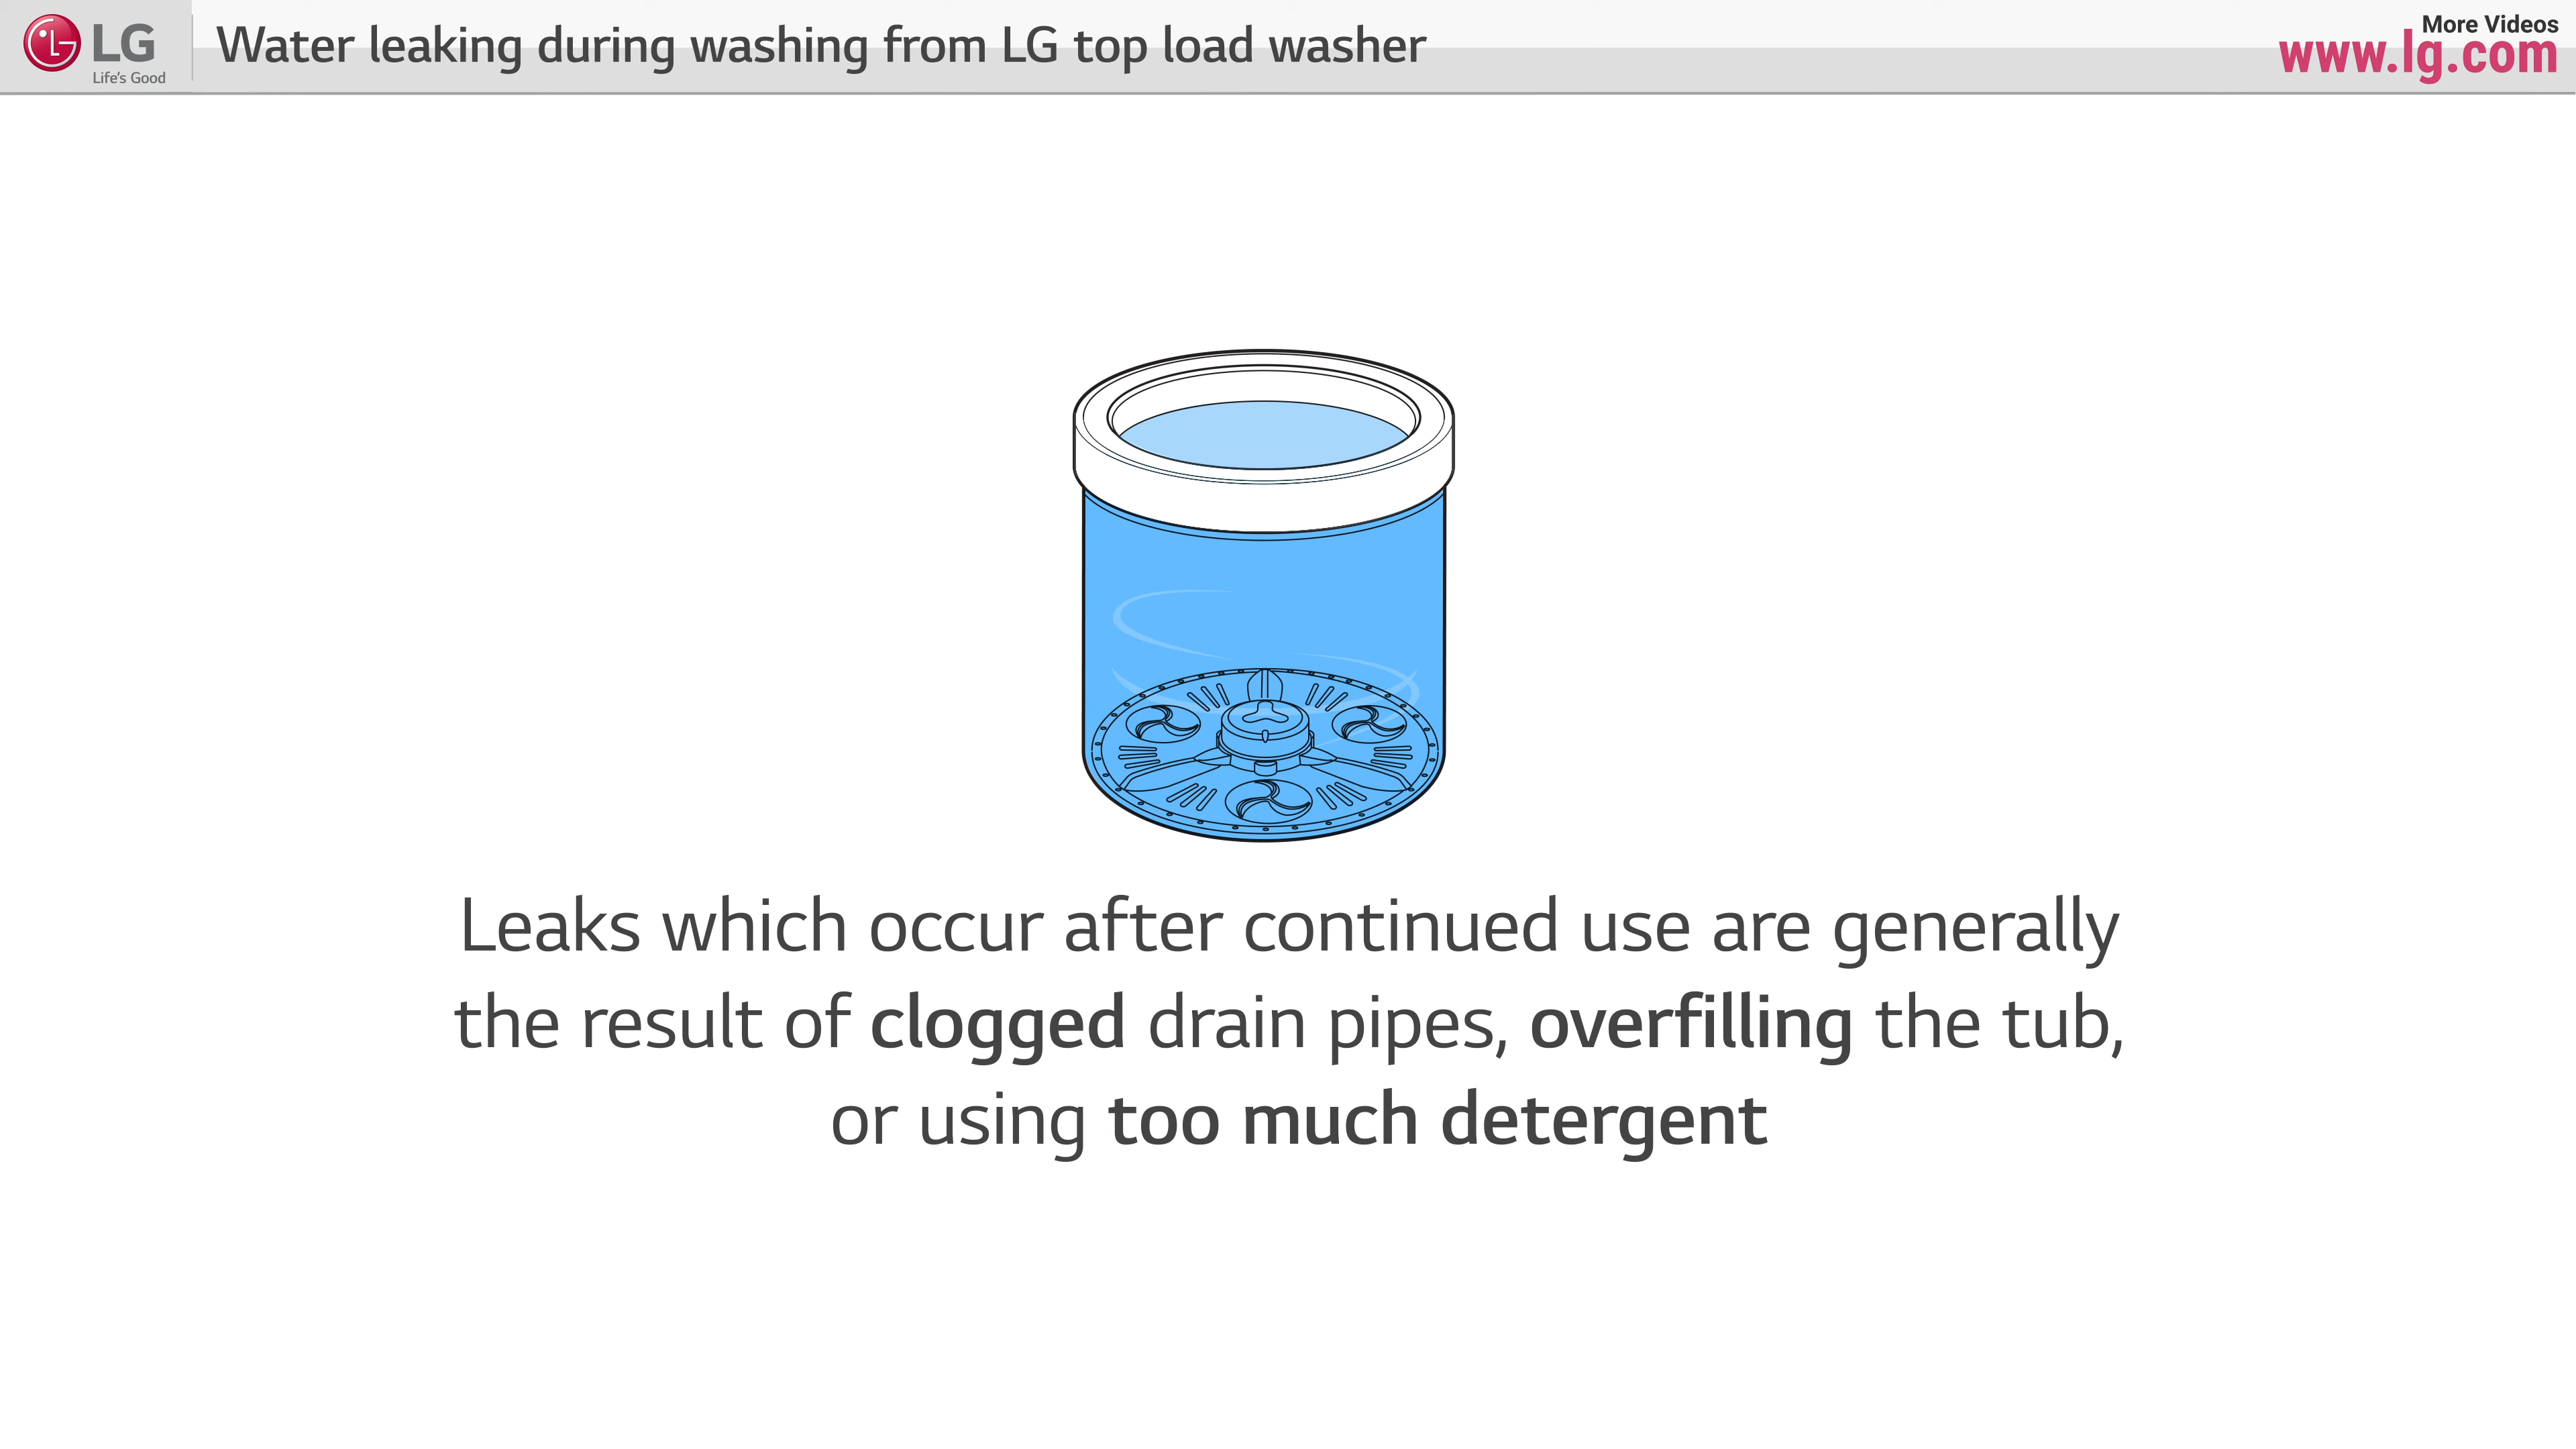 LG
Life's Good
Water leaking during washing from LG top load washer
More Videos
www.lg.com
Leaks which occur after continued use are generally
the result of clogged drain pipes, overfilling the tub,
or using too much detergent